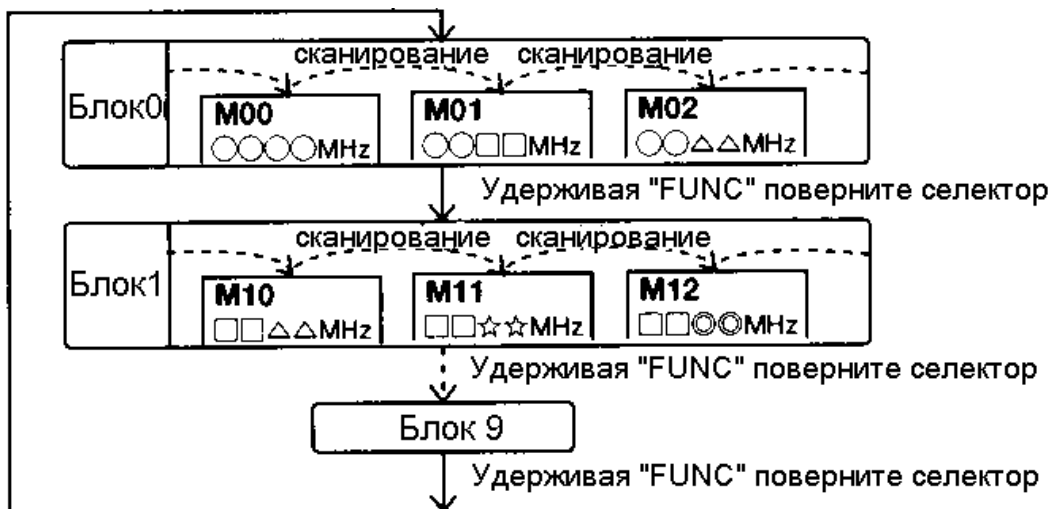 сканирование сканирование
Блок0
M00 M01 M02
○○○○MHz ○○□□MHz ○○△△MHz
Удерживая "FUNC" поверните селектор
сканирование сканирование
Блок1
M10 M11 M12
□□△△MHz □□☆☆MHz □□◎◎MHz
Удерживая "FUNC" поверните селектор
Блок 9
Удерживая "FUNC" поверните селектор